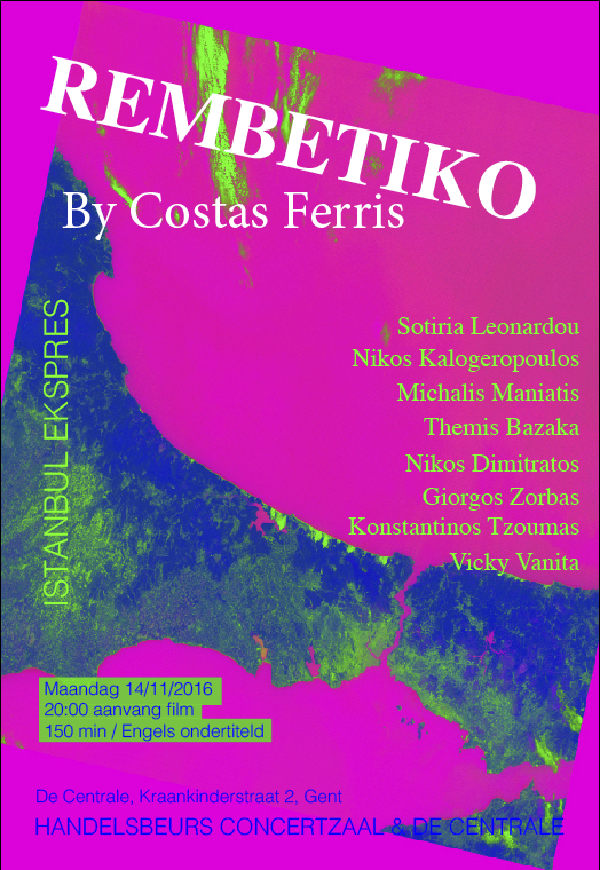 REMBETIKO
By Costas Ferris
ISTANBUL EKSPRES
Sotiria Leonardou
Nikos Kalogeropoulos
Michalis Maniatis
Themis Bazaka
Nikos Dimitratos
Giorgos Zorbas
Konstantinos Tzoumas
Vicky Vanita
Maandag 14/11/2016
20:00 aanvang film
150 min / Engels ondertiteld
De Centrale, Kraankinderstraat 2, Gent
HANDELSBEURS CONCERTZAAL & DE CENTRALE